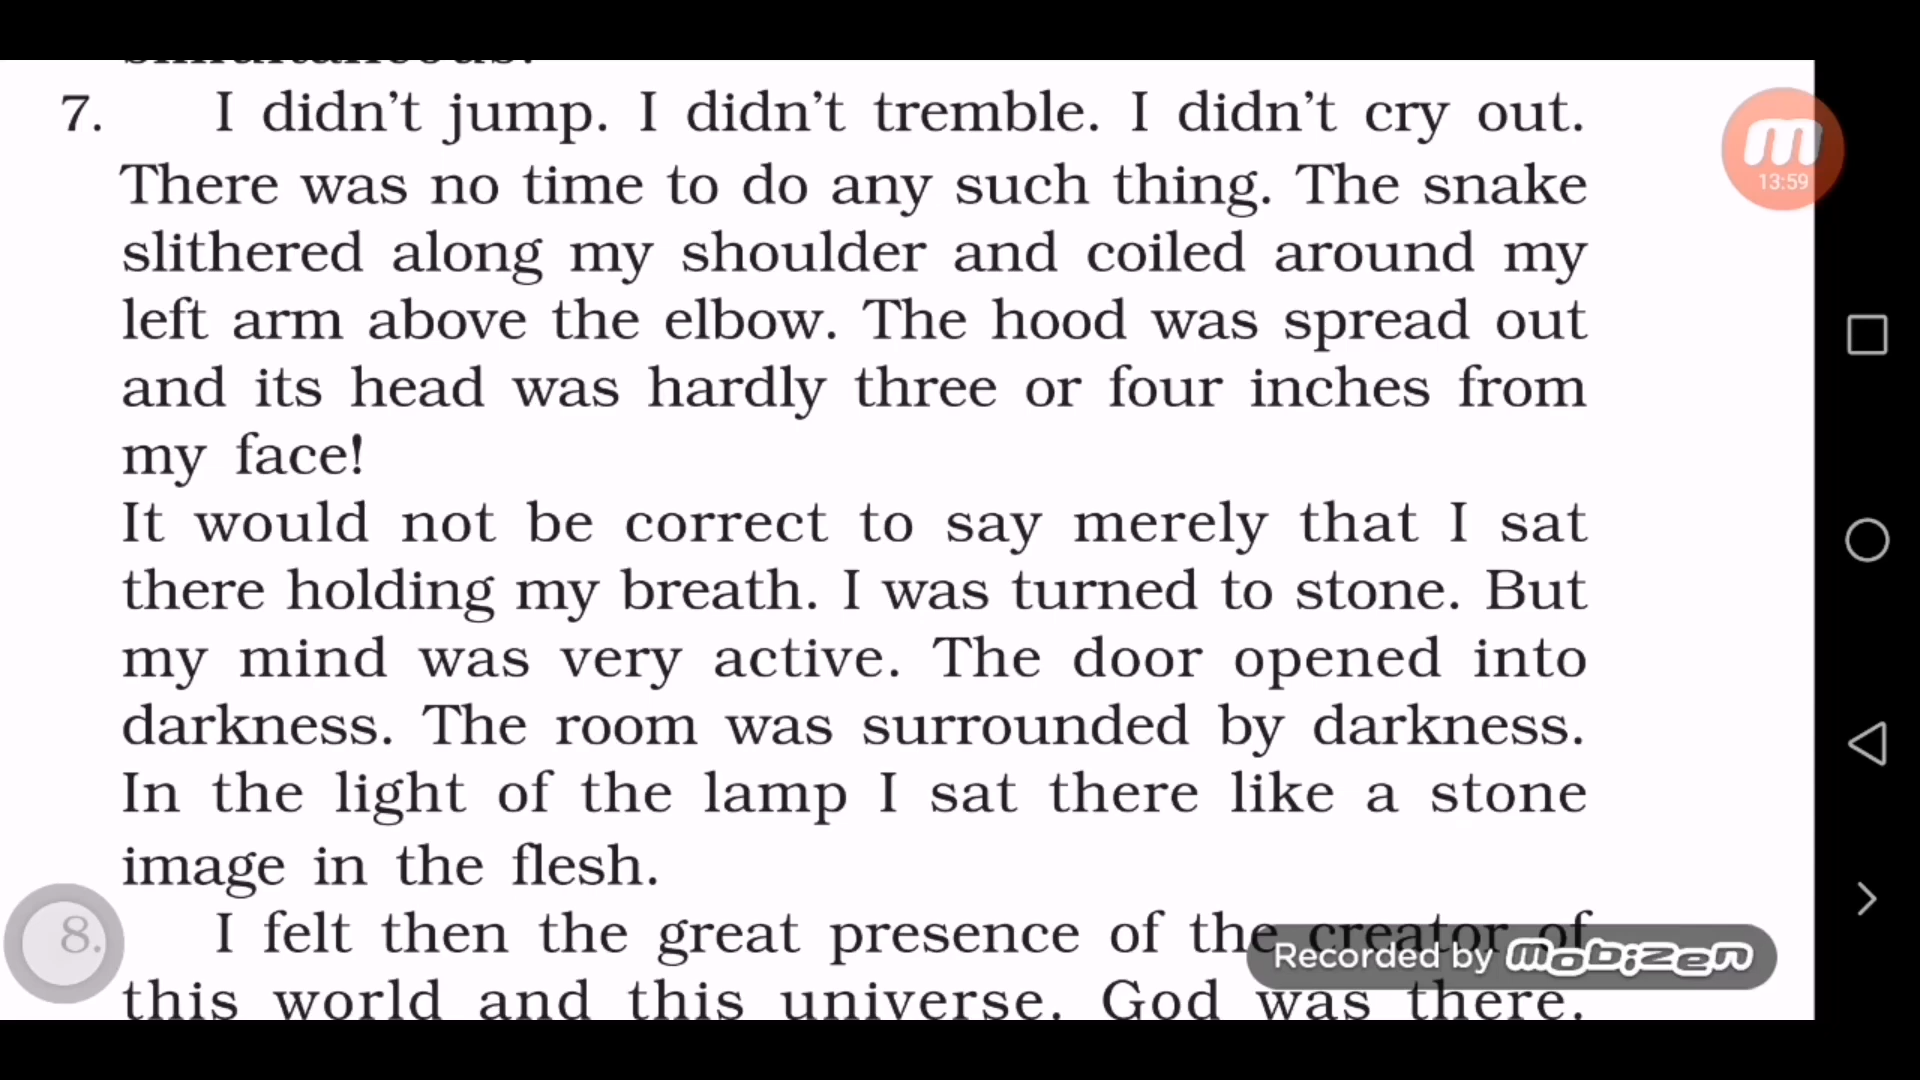 simultaneous.
7. I didn't jump. I didn't tremble. I didn't cry out.
There was no time to do any such thing. The snake
slithered along my shoulder and coiled around my
left arm above the elbow. The hood was spread out
and its head was hardly three or four inches from
my face!
It would not be correct to say merely that I sat
there holding my breath. I was turned to stone. But
my mind was very active. The door opened into
darkness. The room was surrounded by darkness.
In the light of the lamp I sat there like a stone
image in the flesh.
8. I felt then the great presence of the creator of
this world and this universe. God was there.
13:59
Recorded by mobizen